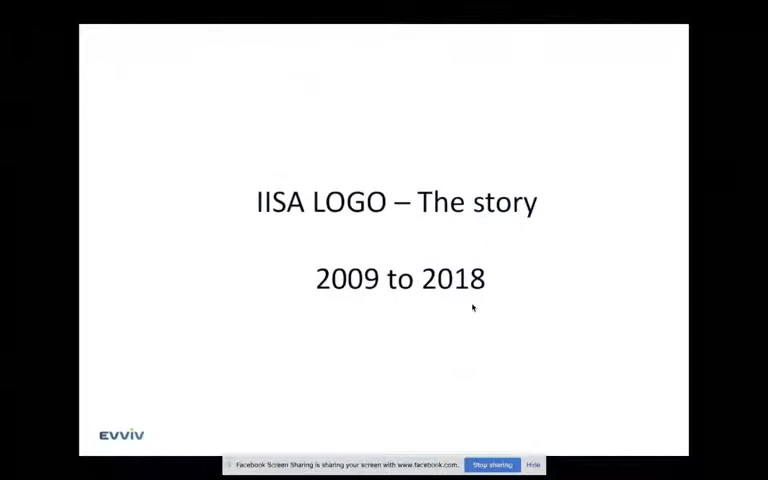 IISA LOGO – The story
2009 to 2018
EVVIV
Facebook Screen Sharing is sharing your screen with www.facebook.com.
Stop sharing
Hide